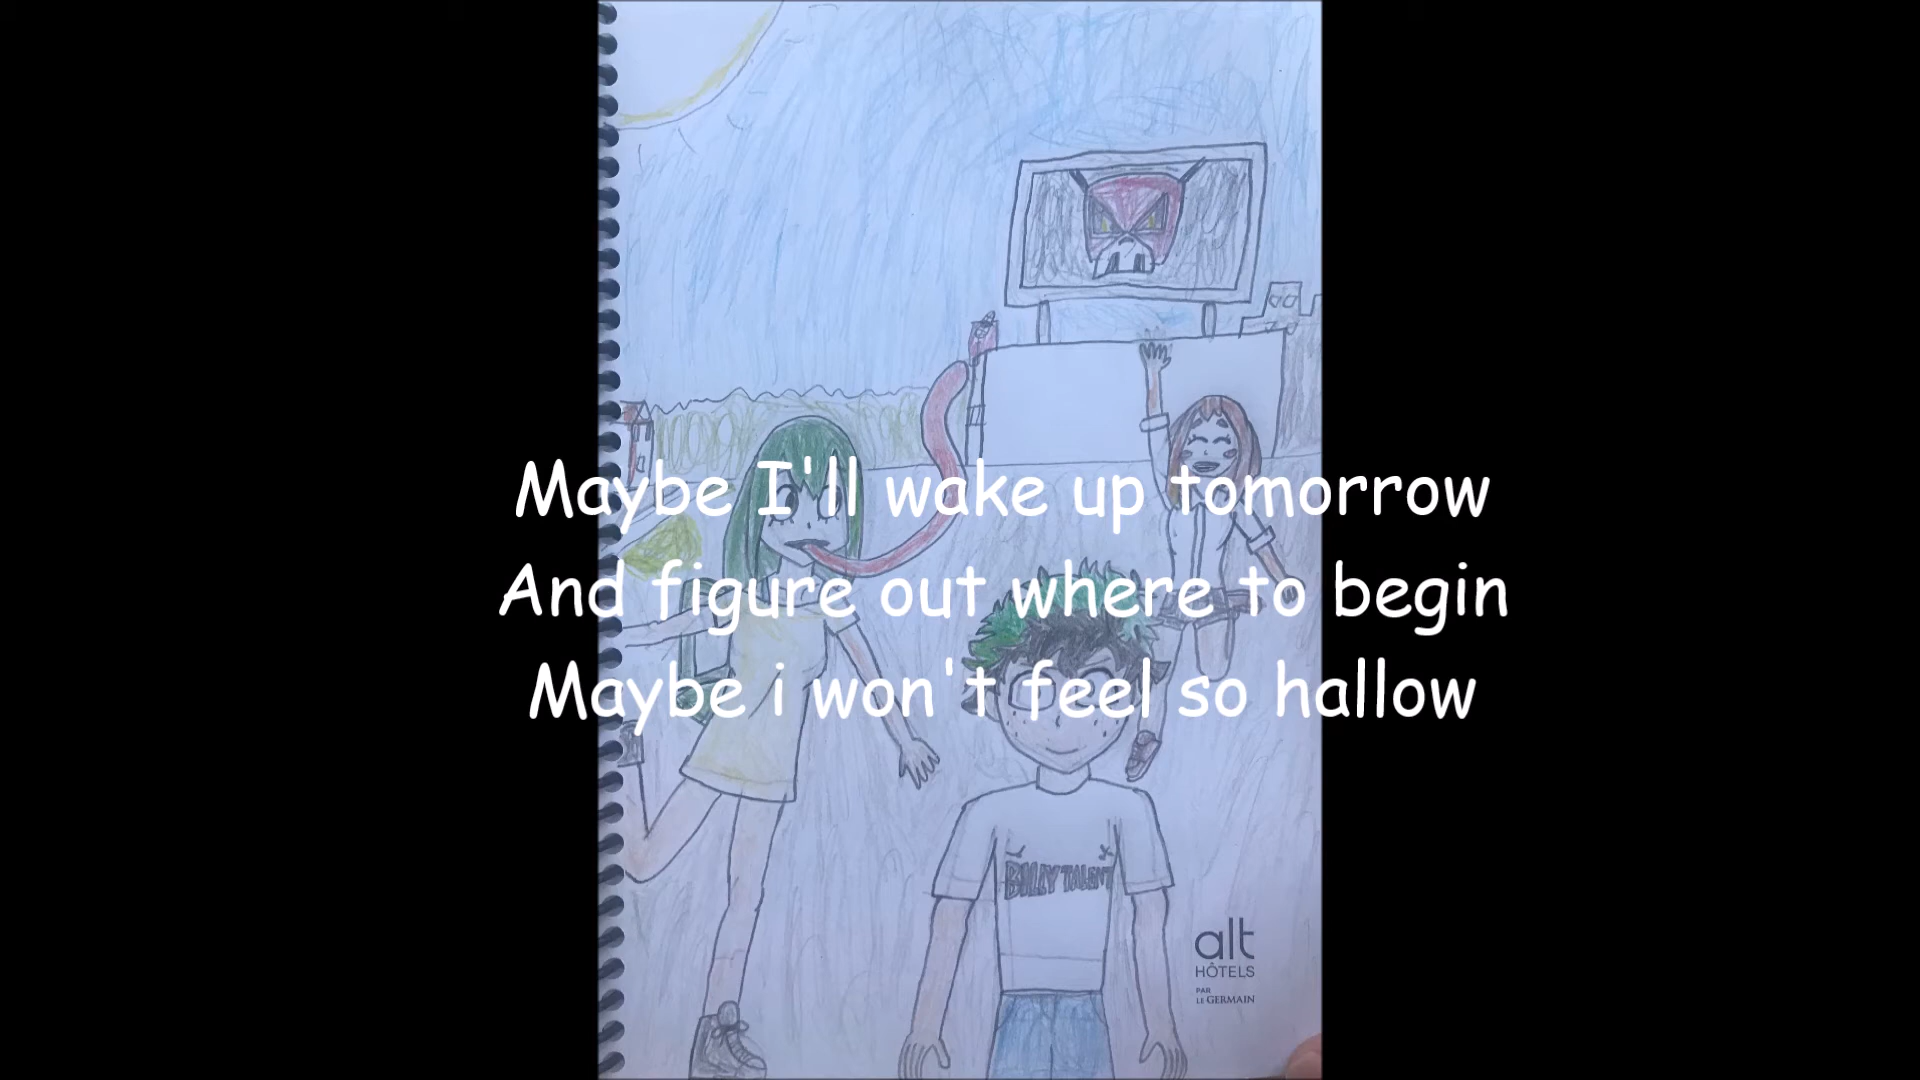 Maybe I'll wake up tomorrow
And figure out where to begin
Maybe i won't feel so hallow
BILLY TALENT
alt
HÔTELS
PAR
LE GERMAIN